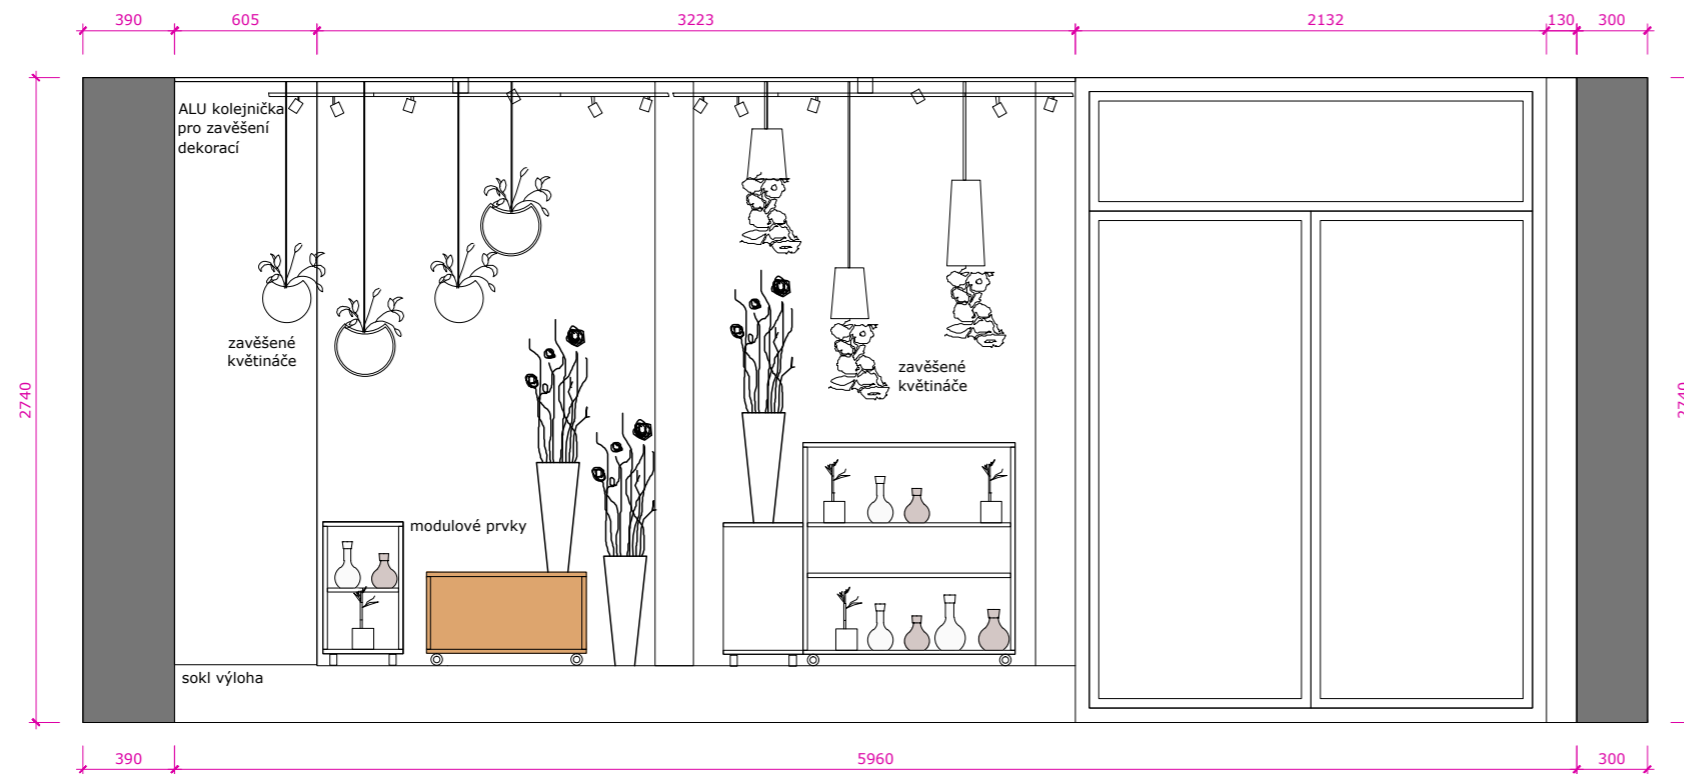 390
605
3223
2132
130
300
ALU kolejnička
pro zavěšení
dekorací
zavěšené
květináče
zavěšené
květináče
2740
2740
modulové prvky
sokl výloha
390
5960
300